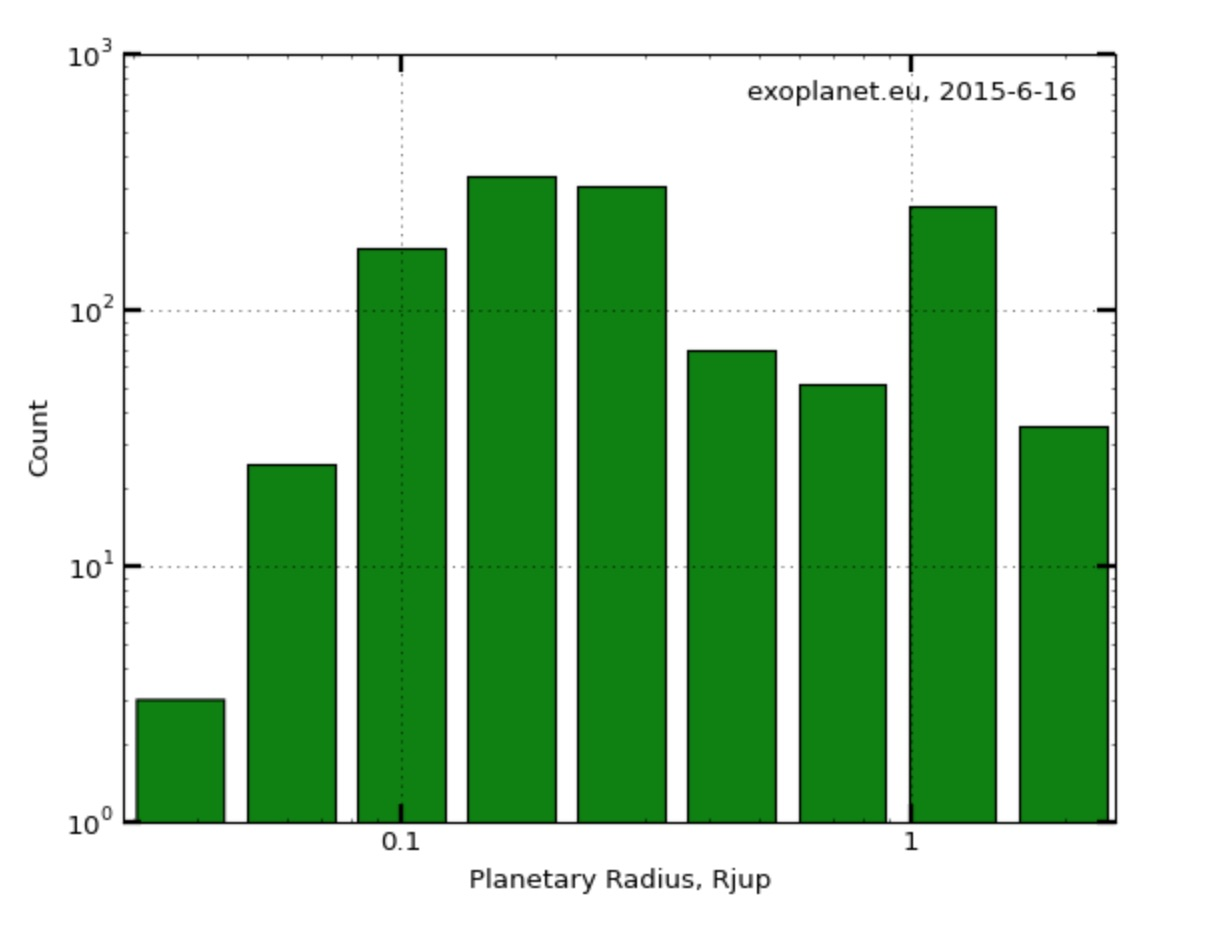 10³
exoplanet.eu, 2015-6-16
10²
Count
10¹
10⁰
0.1
1
Planetary Radius, Rjup